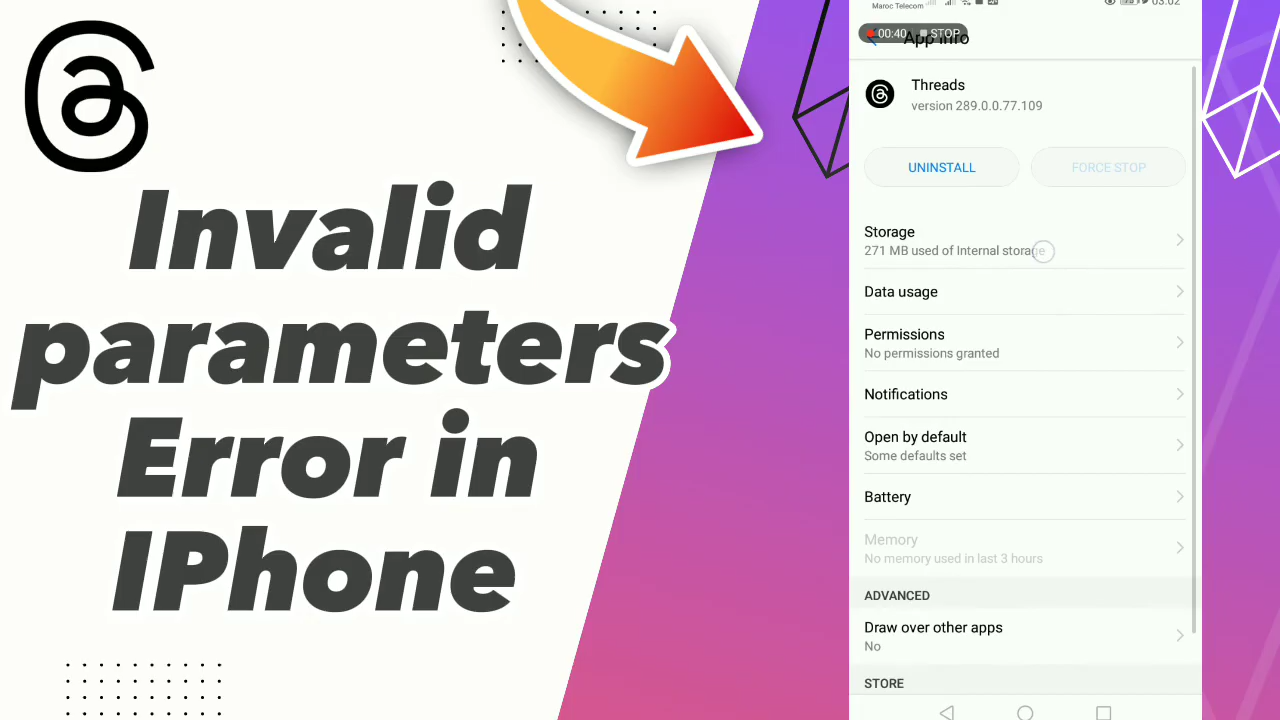 Invalid
parameters
Error in
IPhone
Maroc Telecom
03:02
00:40 STOP
App info
Threads
version 289.0.0.77.109
UNINSTALL
FORCE STOP
Storage
271 MB used of Internal storage
Data usage
Permissions
No permissions granted
Notifications
Open by default
Some defaults set
Battery
Memory
No memory used in last 3 hours
ADVANCED
Draw over other apps
No
STORE